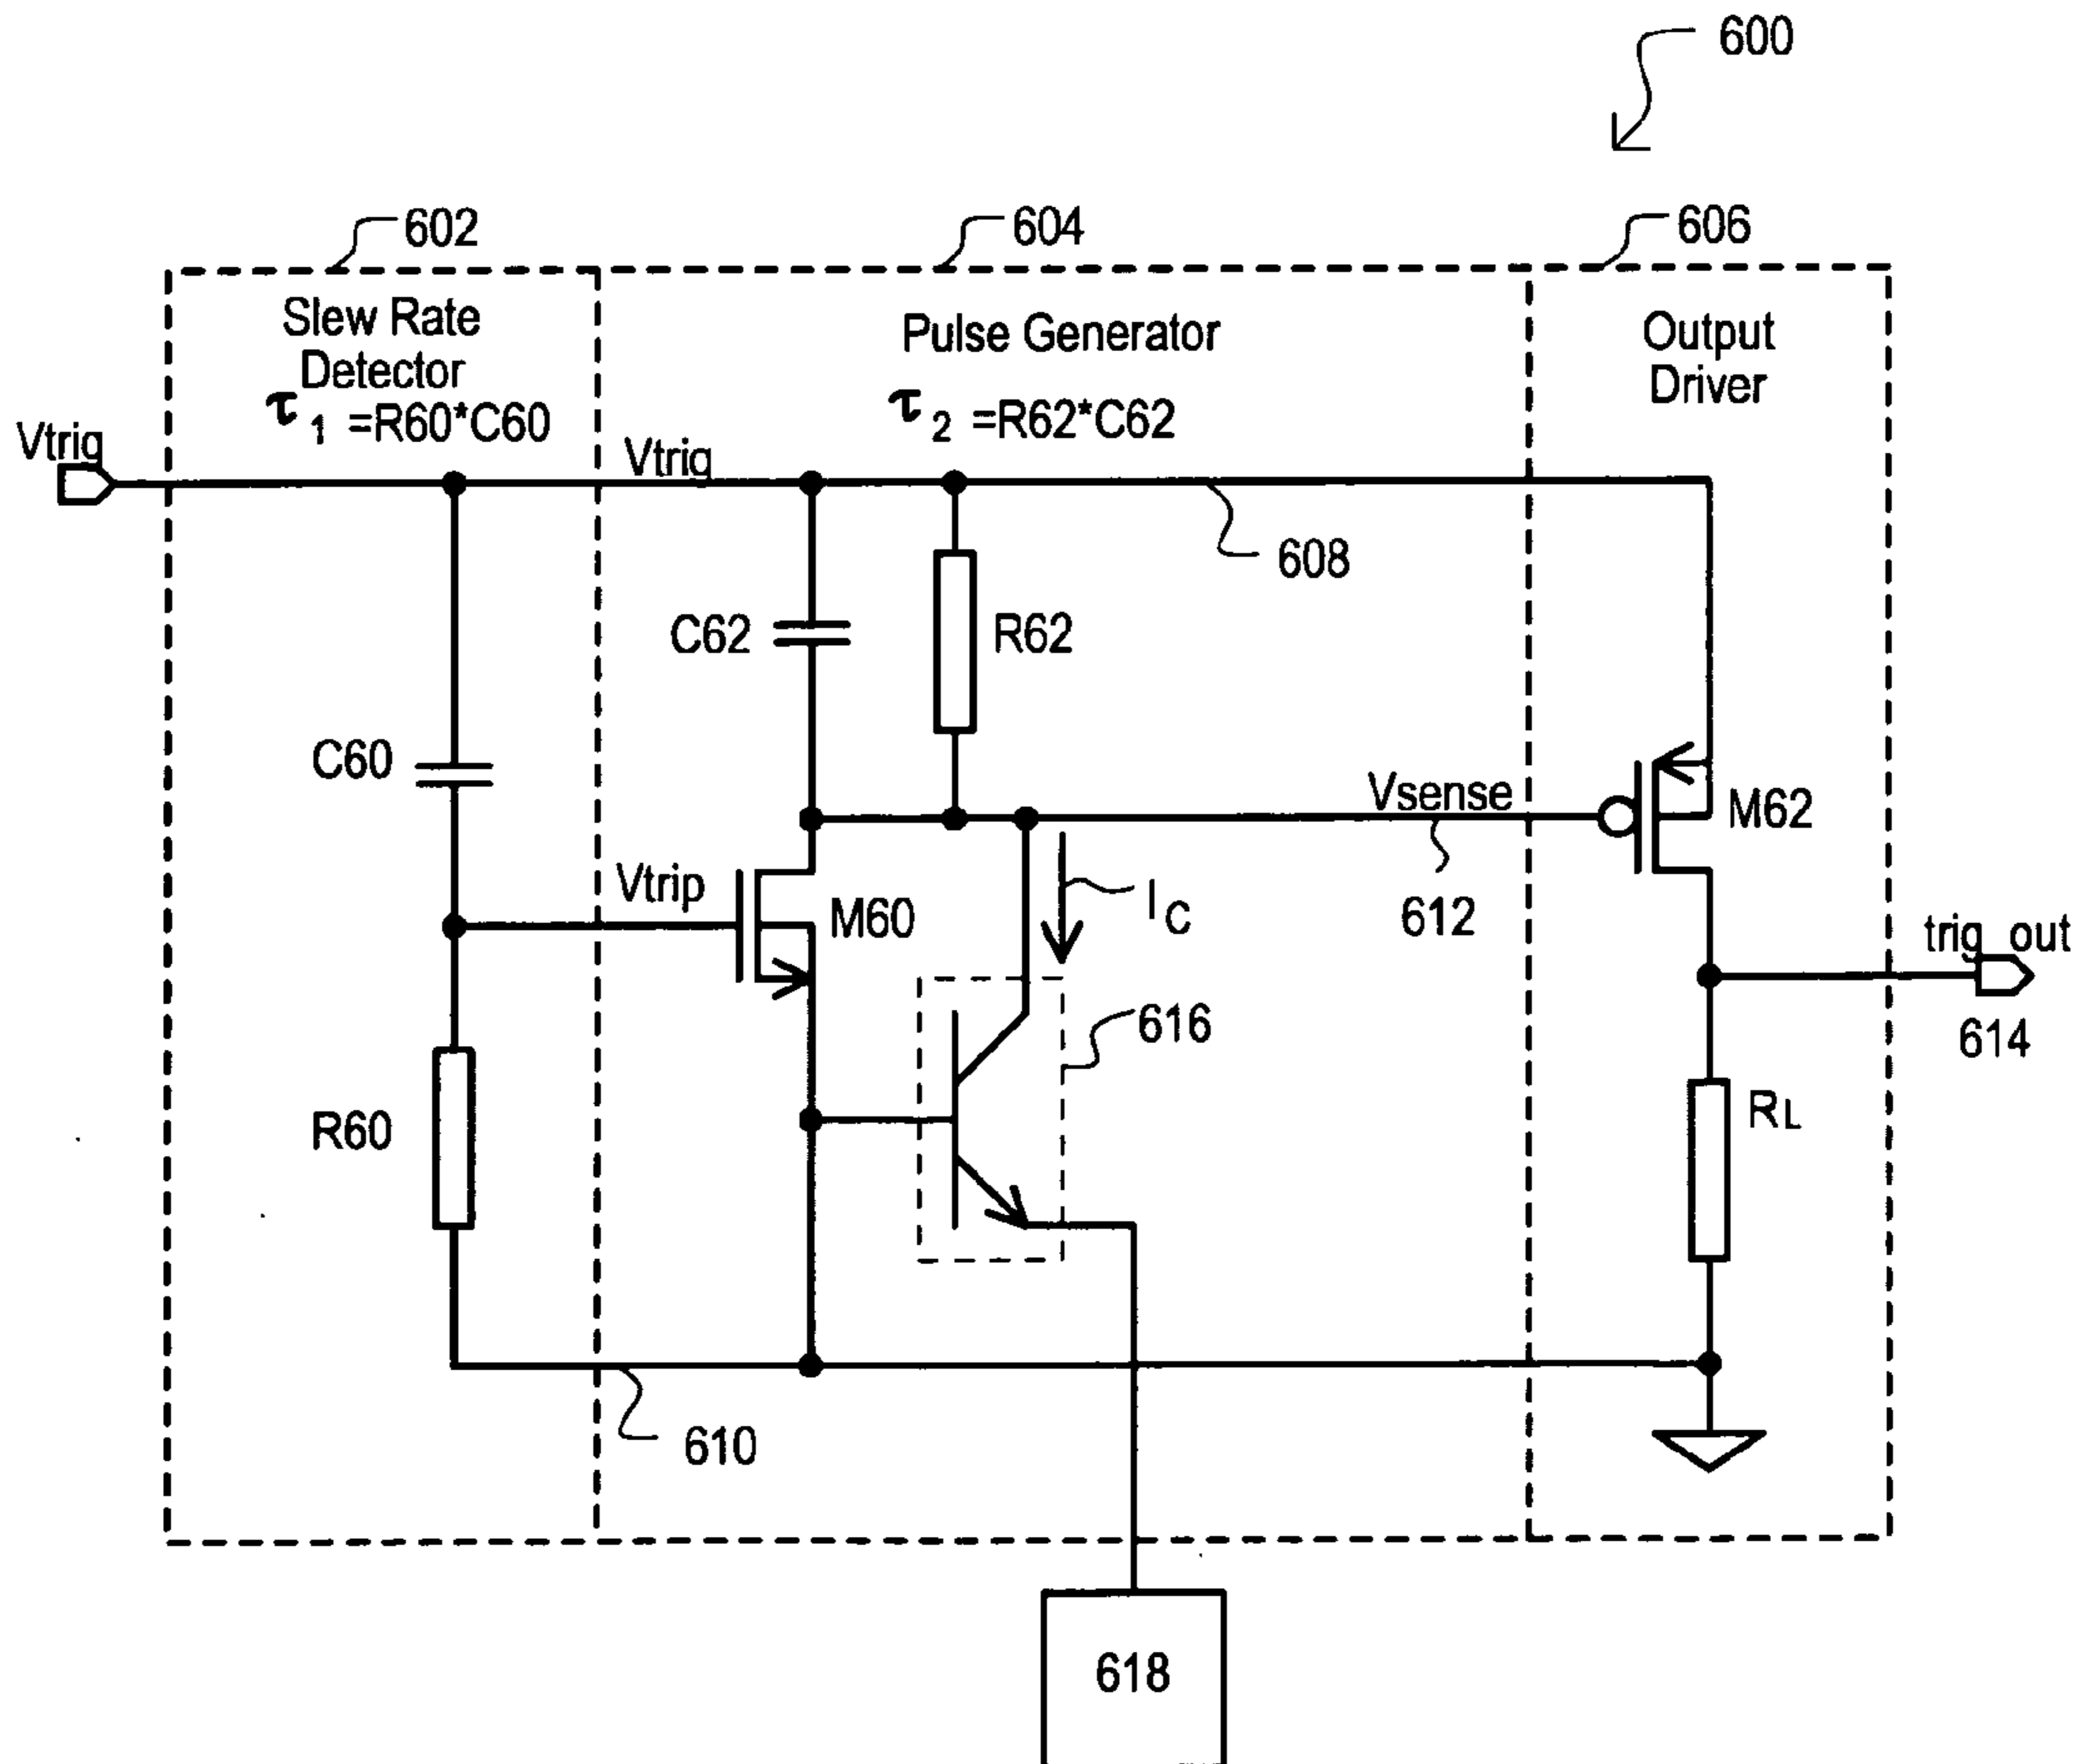 600
602
604
606
Slew Rate
Detector
τ1 =R60*C60
Pulse Generator
τ2 =R62*C62
Output
Driver
Vtrig
Vtrig
608
C62
R62
C60
Vsense
M62
Vtrip
M60
IC
612
trig_out
616
614
R60
RL
610
618